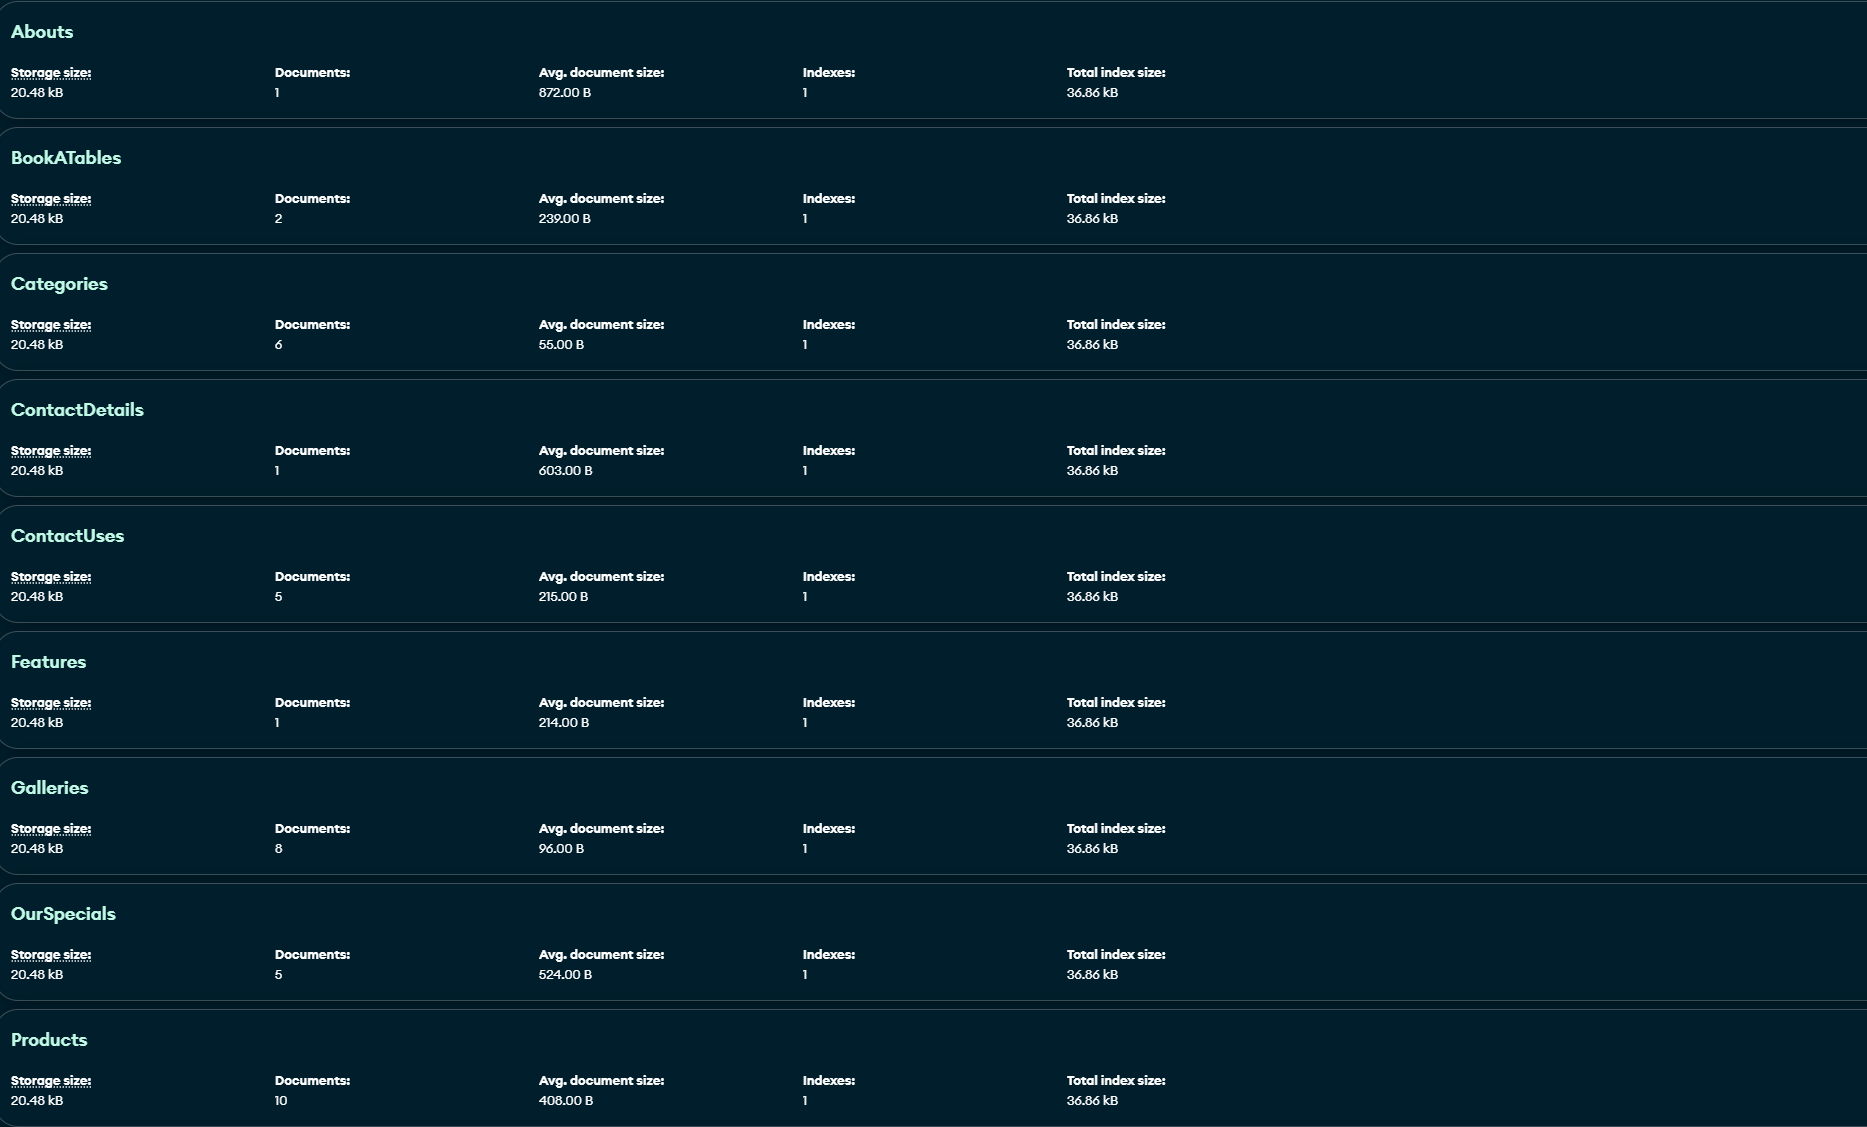 Abouts
Storage size: Documents: Avg. document size: Indexes: Total index size:
20.48 kB 1 872.00 B 1 36.86 kB
BookATables
Storage size: Documents: Avg. document size: Indexes: Total index size:
20.48 kB 2 239.00 B 1 36.86 kB
Categories
Storage size: Documents: Avg. document size: Indexes: Total index size:
20.48 kB 6 55.00 B 1 36.86 kB
ContactDetails
Storage size: Documents: Avg. document size: Indexes: Total index size:
20.48 kB 1 603.00 B 1 36.86 kB
ContactUses
Storage size: Documents: Avg. document size: Indexes: Total index size:
20.48 kB 5 215.00 B 1 36.86 kB
Features
Storage size: Documents: Avg. document size: Indexes: Total index size:
20.48 kB 1 214.00 B 1 36.86 kB
Galleries
Storage size: Documents: Avg. document size: Indexes: Total index size:
20.48 kB 8 96.00 B 1 36.86 kB
OurSpecials
Storage size: Documents: Avg. document size: Indexes: Total index size:
20.48 kB 5 524.00 B 1 36.86 kB
Products
Storage size: Documents: Avg. document size: Indexes: Total index size:
20.48 kB 10 408.00 B 1 36.86 kB